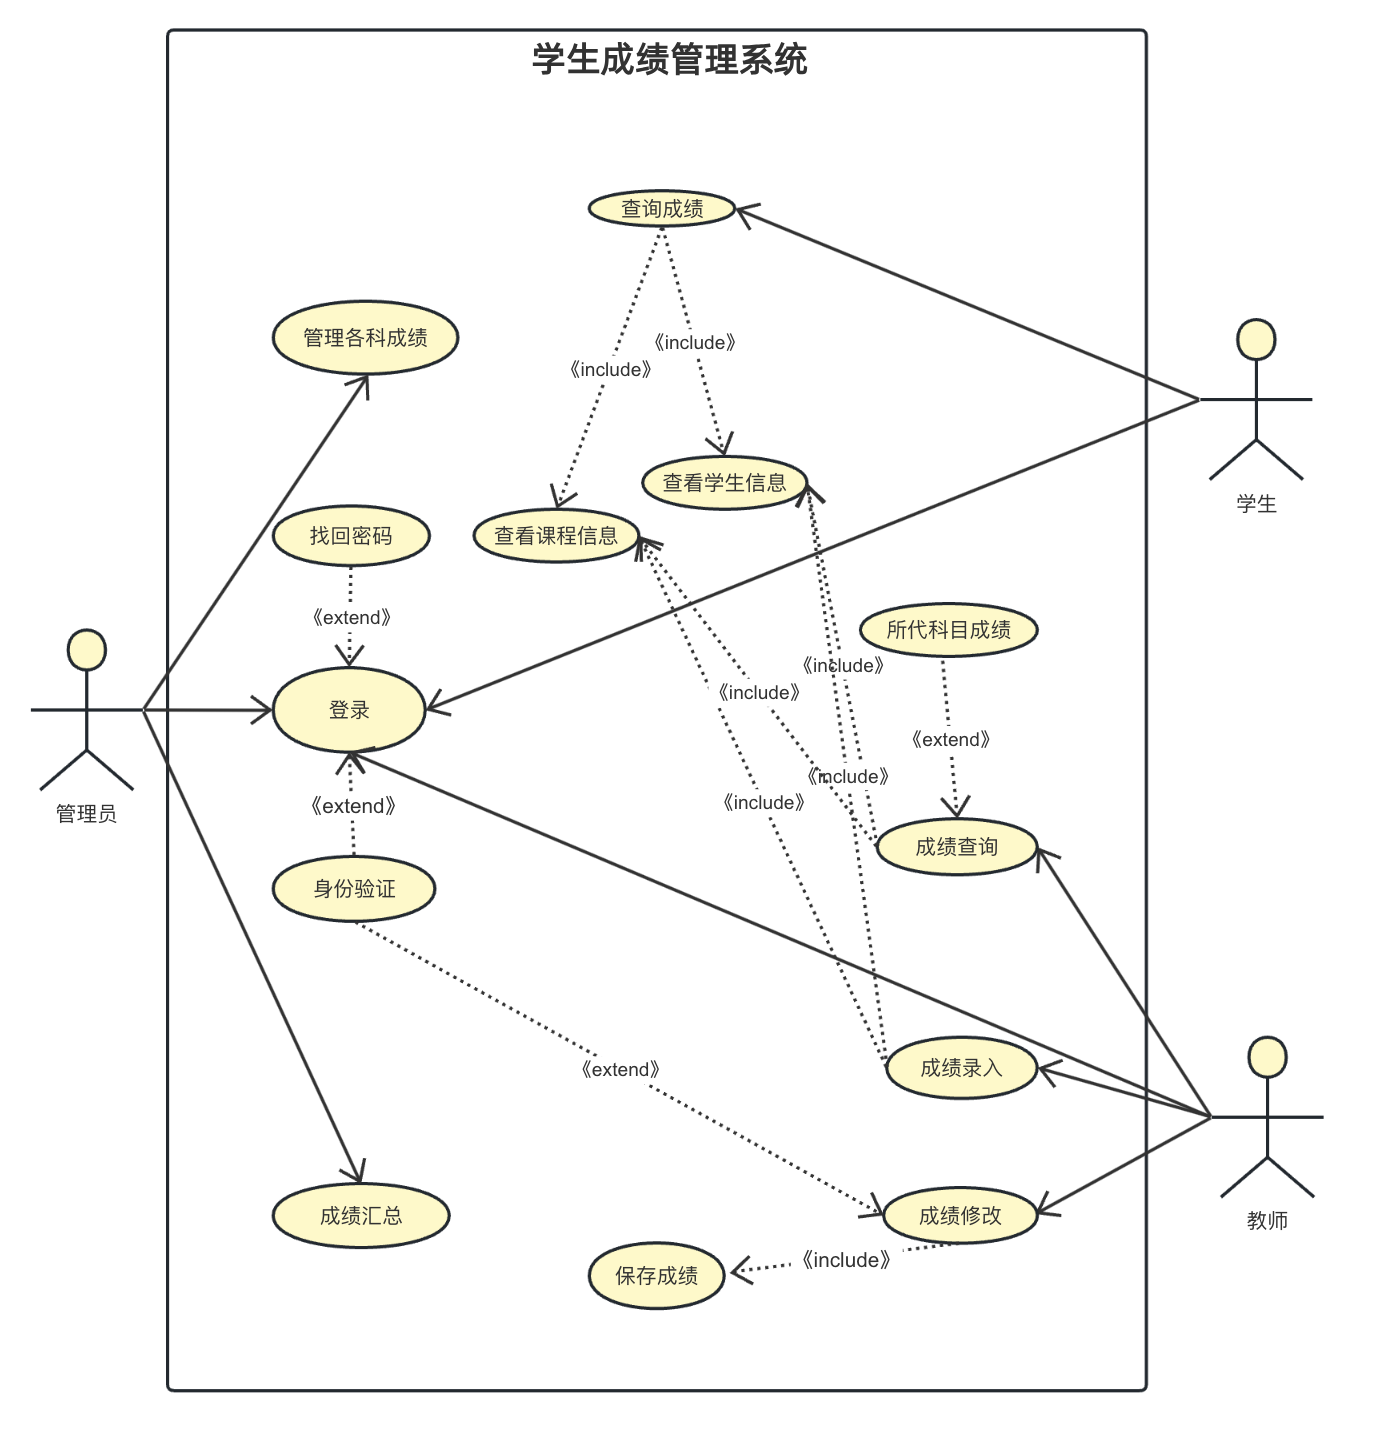 学生成绩管理系统
查询成绩
管理各科成绩
《include》
《include》
查看学生信息
学生
查看课程信息
找回密码
《extend》
所代科目成绩
《include》
《include》
登录
《extend》
《include》
《include》
《extend》
管理员
成绩查询
身份验证
《extend》
成绩录入
成绩汇总
成绩修改
教师
《include》
保存成绩